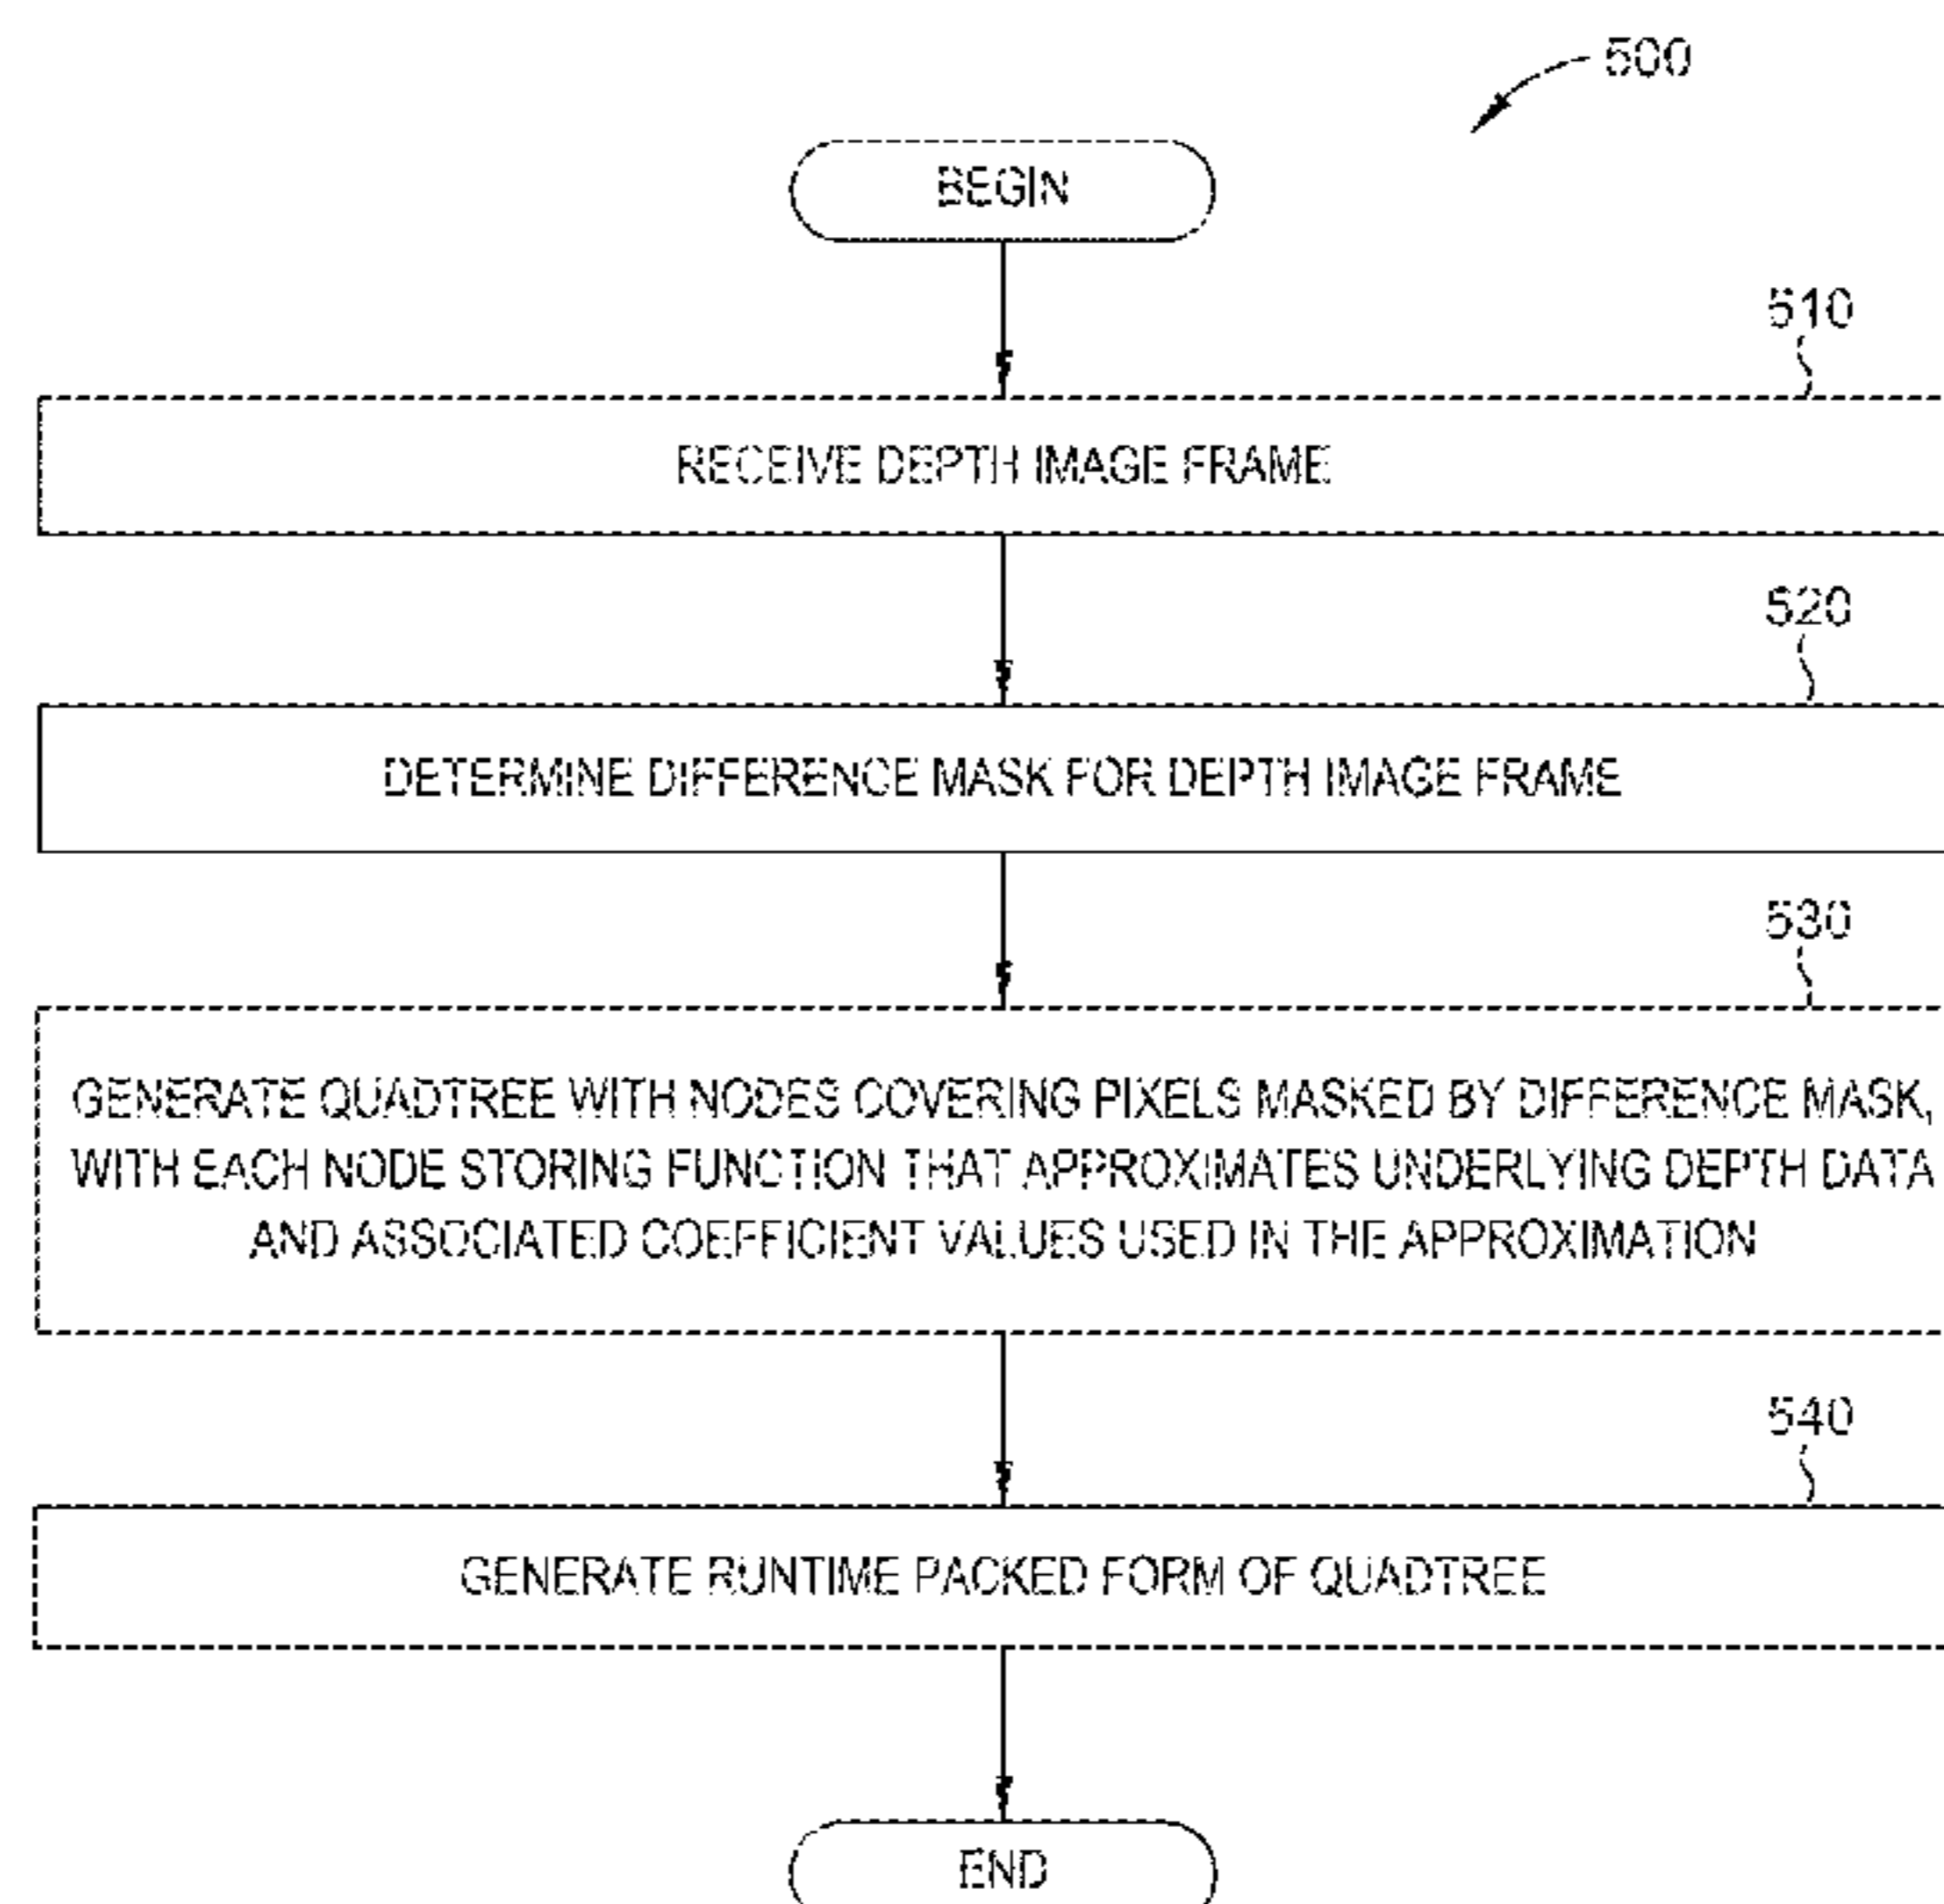 500
BEGIN
510
RECEIVE DEPTH IMAGE FRAME
520
DETERMINE DIFFERENCE MASK FOR DEPTH IMAGE FRAME
530
GENERATE QUADTREE WITH NODES COVERING PIXELS MASKED BY DIFFERENCE MASK,
WITH EACH NODE STORING FUNCTION THAT APPROXIMATES UNDERLYING DEPTH DATA
AND ASSOCIATED COEFFICIENT VALUES USED IN THE APPROXIMATION
540
GENERATE RUNTIME PACKED FORM OF QUADTREE
END